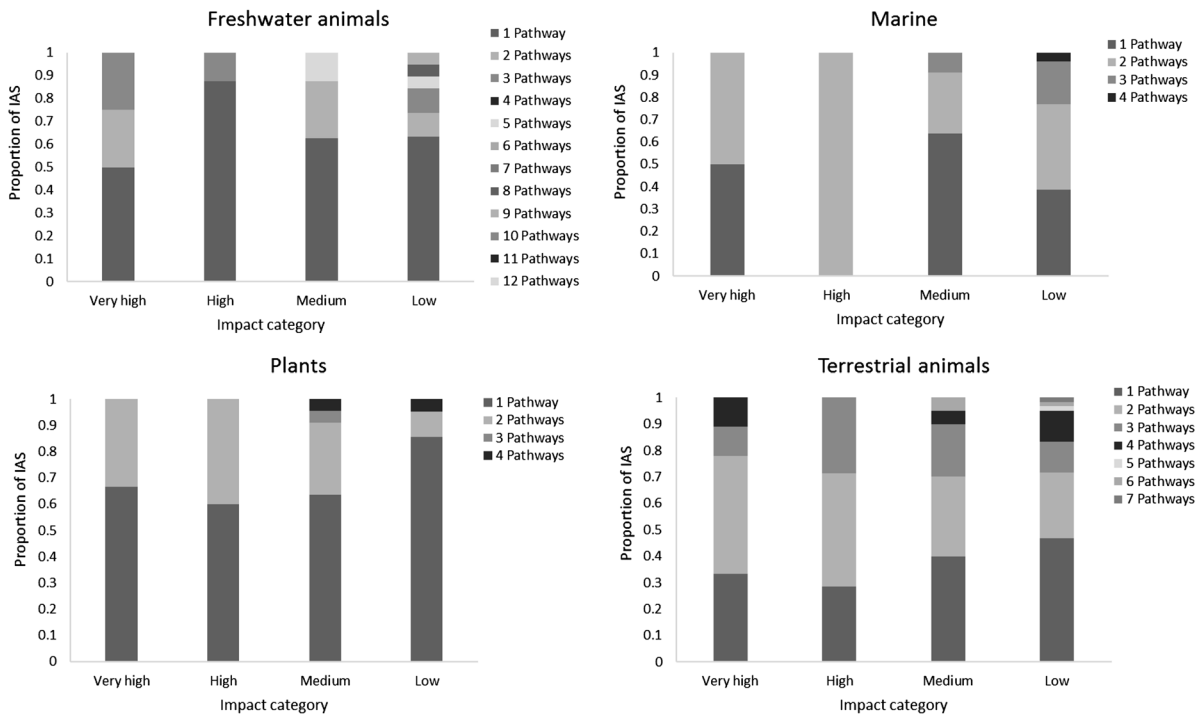 Freshwater animals
Proportion of IAS
1
0.9
0.8
0.7
0.6
0.5
0.4
0.3
0.2
0.1
0
Very high
High
Medium
Low
Impact category
1 Pathway
2 Pathways
3 Pathways
4 Pathways
5 Pathways
6 Pathways
7 Pathways
8 Pathways
9 Pathways
10 Pathways
11 Pathways
12 Pathways
Marine
Proportion of IAS
1
0.9
0.8
0.7
0.6
0.5
0.4
0.3
0.2
0.1
0
Very high
High
Medium
Low
Impact category
1 Pathway
2 Pathways
3 Pathways
4 Pathways
Plants
Proportion of IAS
1
0.9
0.8
0.7
0.6
0.5
0.4
0.3
0.2
0.1
0
Very high
High
Medium
Low
Impact category
1 Pathway
2 Pathways
3 Pathways
4 Pathways
Terrestrial animals
Proportion of IAS
1
0.9
0.8
0.7
0.6
0.5
0.4
0.3
0.2
0.1
0
Very high
High
Medium
Low
Impact category
1 Pathway
2 Pathways
3 Pathways
4 Pathways
5 Pathways
6 Pathways
7 Pathways